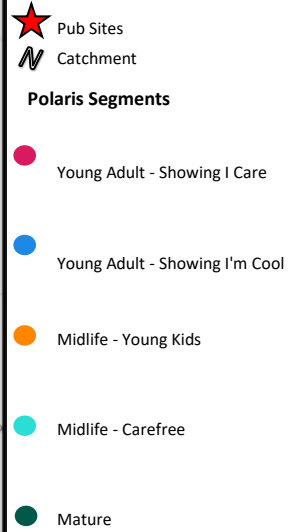 Pub Sites
Catchment
Polaris Segments
Young Adult - Showing I Care
Young Adult - Showing I'm Cool
Midlife - Young Kids
Midlife - Carefree
Mature